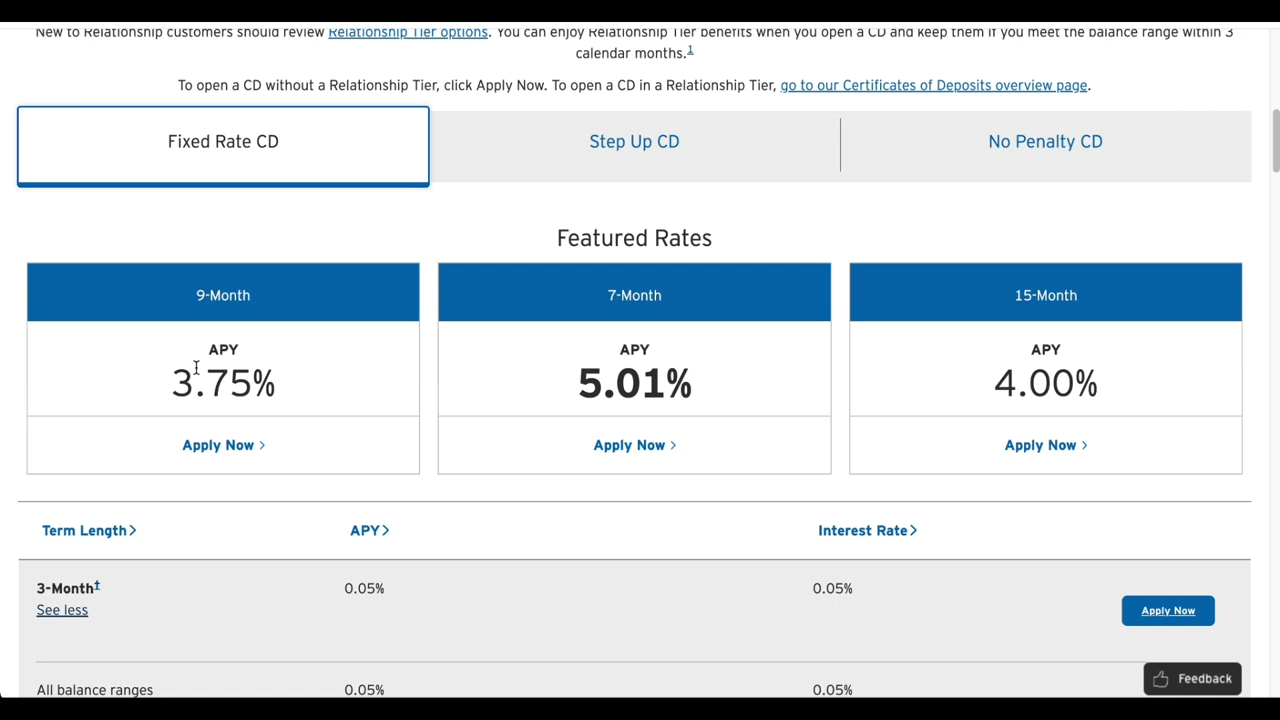 New to Relationship customers should review Relationship Tier options. You can enjoy Relationship Tier benefits when you open a CD and keep them if you meet the balance range within 3
calendar months.1
To open a CD without a Relationship Tier, click Apply Now. To open a CD in a Relationship Tier, go to our Certificates of Deposits overview page.
Fixed Rate CD
Step Up CD
No Penalty CD
Featured Rates
9-Month
7-Month
15-Month
APY
APY
APY
3.75%
5.01%
4.00%
Apply Now >
Apply Now >
Apply Now >
Term Length>
APY>
Interest Rate>
3-Month†
0.05%
0.05%
See less
Apply Now
Feedback
All balance ranges
0.05%
0.05%